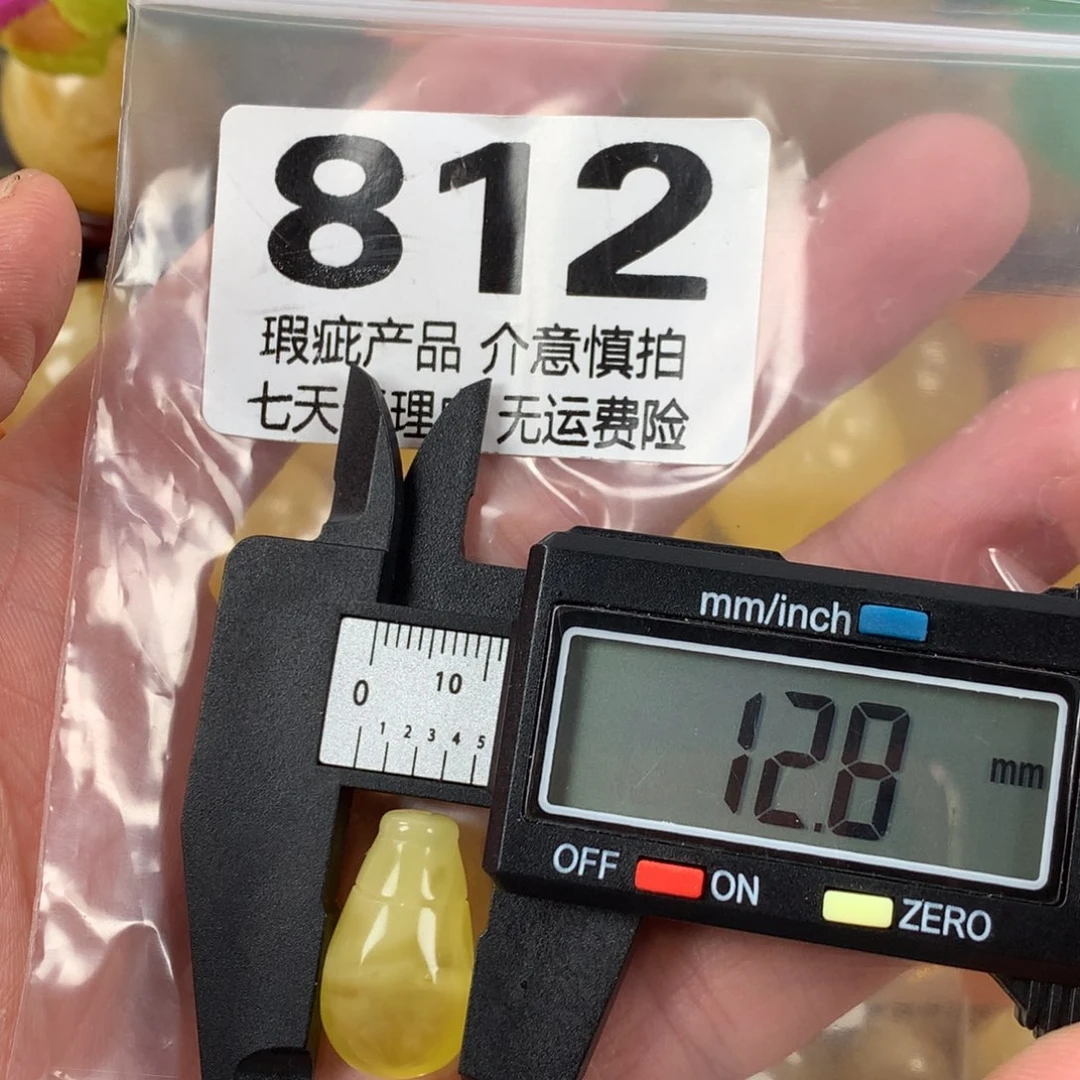 812
瑕疵产品 介意慎拍
七天 理 无运费险
mm/inch
0 10
1 2 3 4 5
12.8 mm
OFF ON ZERO